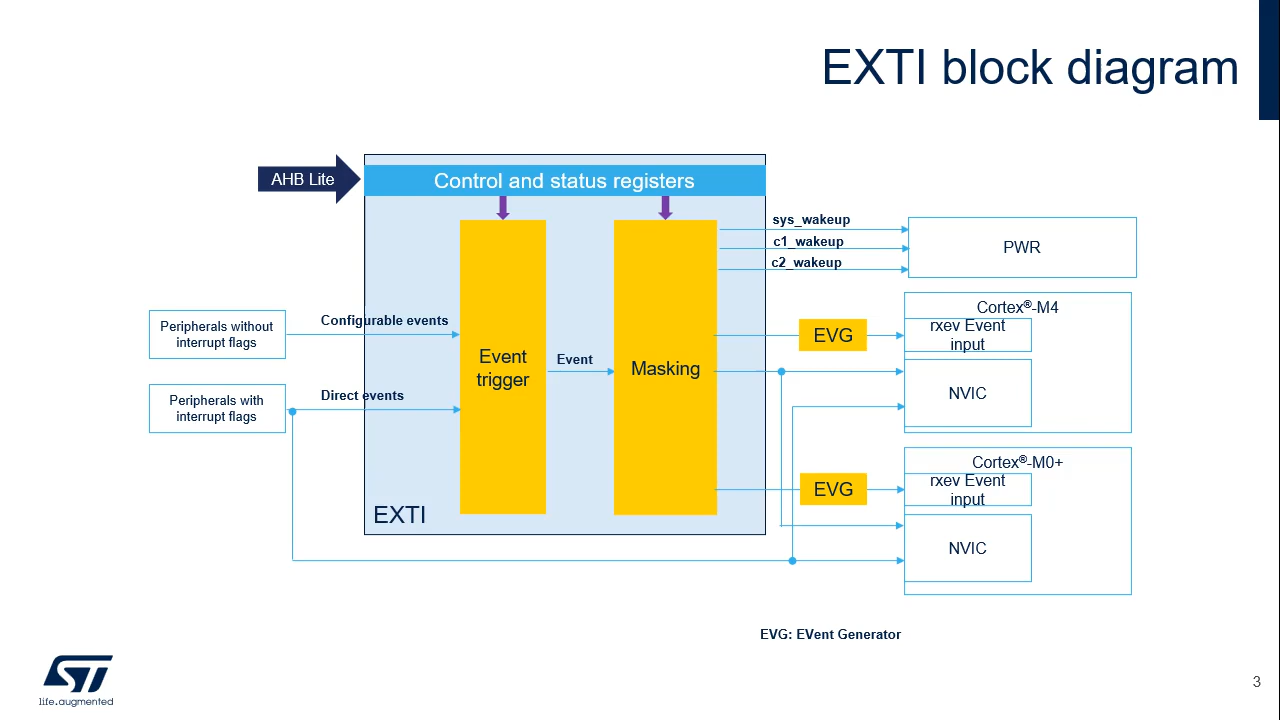 EXTI block diagram
AHB Lite
Control and status registers
sys_wakeup
c1_wakeup
c2_wakeup
PWR
Peripherals without
interrupt flags
Configurable events
Peripherals with
interrupt flags
Direct events
Event
trigger
Event
Masking
EXTI
EVG
Cortex®-M4
rxev Event
input
NVIC
EVG
Cortex®-M0+
rxev Event
input
NVIC
EVG: EVent Generator
ST
life.augmented
3